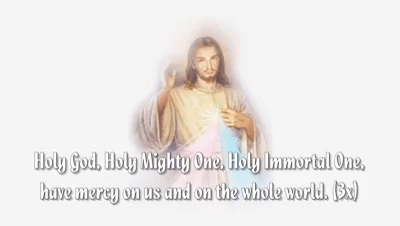 Holy God, Holy Mighty One, Holy Immortal One,
have mercy on us and on the whole world. (3x)